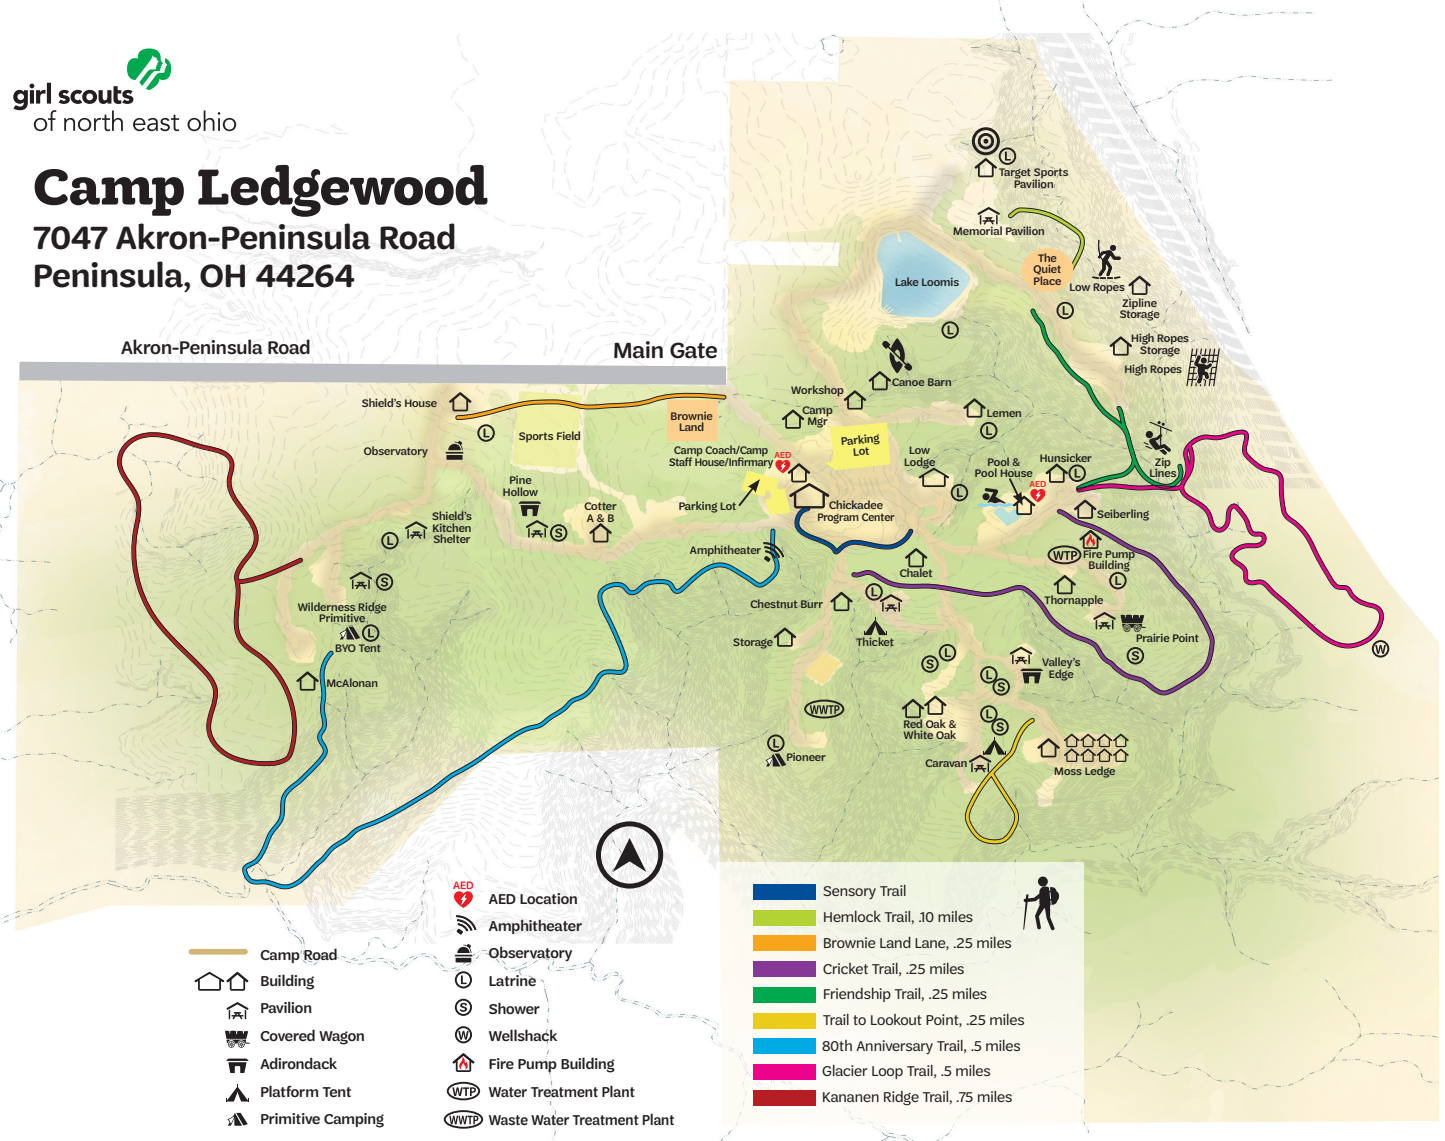 girl scouts
of north east ohio
Camp Ledgewood
7047 Akron-Peninsula Road
Peninsula, OH 44264
Akron-Peninsula Road
Main Gate
L
Target Sports
Pavilion
Memorial Pavilion
The
Quiet
Place
Low Ropes
Zipline
Storage
L
Lake Loomis
L
High Ropes
Storage
High Ropes
Canoe Barn
Workshop
Camp
Mgr
Lemen
L
Shield's House
L
Observatory
Sports Field
Brownie
Land
Camp Coach/Camp
Staff House/Infirmary
AED
Parking
Lot
Low
Lodge
L
Pool &
Pool House
AED
Hunsicker
L
Zip
Lines
Pine
Hollow
S
Cotter
A & B
Parking Lot
Chickadee
Program Center
Seiberling
Shield's
Kitchen
Shelter
L
Amphitheater
Chalet
WTP
Fire Pump
Building
L
S
Wilderness Ridge
Primitive
L
BYO Tent
McAlonan
Chestnut Burr
L
Thicket
Storage
Thornapple
Prairie Point
S
W
S
L
Valley's
Edge
L
S
WWTP
Red Oak &
White Oak
L
S
L
Pioneer
Caravan
Moss Ledge
Camp Road
Building
Pavilion
Covered Wagon
Adirondack
Platform Tent
Primitive Camping
AED
AED Location
Amphitheater
Observatory
L
Latrine
S
Shower
W
Wellshack
Fire Pump Building
WTP
Water Treatment Plant
WWTP
Waste Water Treatment Plant
Sensory Trail
Hemlock Trail, .10 miles
Brownie Land Lane, .25 miles
Cricket Trail, .25 miles
Friendship Trail, .25 miles
Trail to Lookout Point, .25 miles
80th Anniversary Trail, .5 miles
Glacier Loop Trail, .5 miles
Kananen Ridge Trail, .75 miles